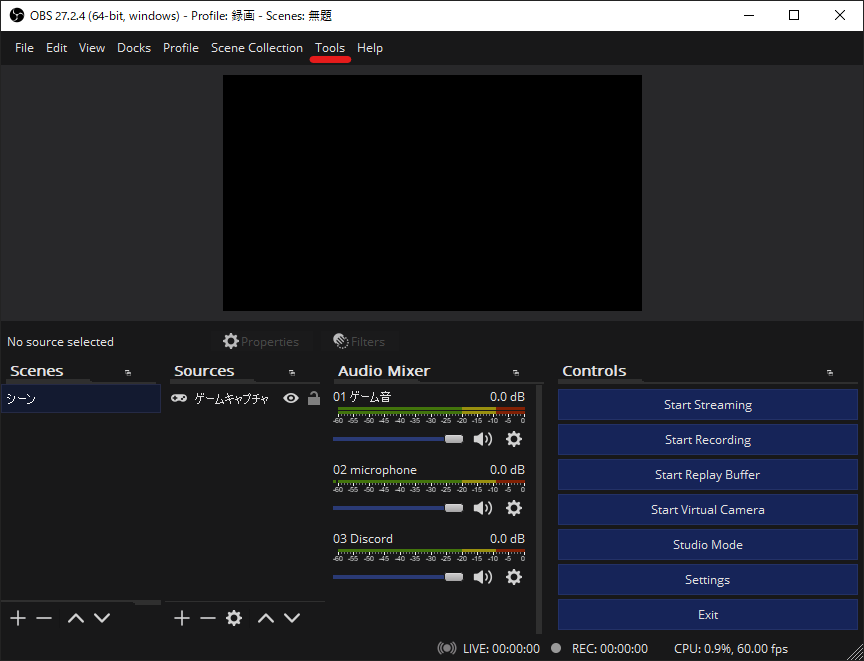 OBS 27.2.4 (64-bit, windows) - Profile: 録画 - Scenes: 無題
File Edit View Docks Profile Scene Collection Tools Help
No source selected Properties Filters
Scenes
シーン
Sources
ゲームキャプチャ
Audio Mixer
01 ゲーム音 0.0 dB
-60 -55 -50 -45 -40 -35 -30 -25 -20 -15 -10 -5 0
02 microphone 0.0 dB
-60 -55 -50 -45 -40 -35 -30 -25 -20 -15 -10 -5 0
03 Discord 0.0 dB
-60 -55 -50 -45 -40 -35 -30 -25 -20 -15 -10 -5 0
Controls
Start Streaming
Start Recording
Start Replay Buffer
Start Virtual Camera
Studio Mode
Settings
Exit
LIVE: 00:00:00 REC: 00:00:00 CPU: 0.9%, 60.00 fps